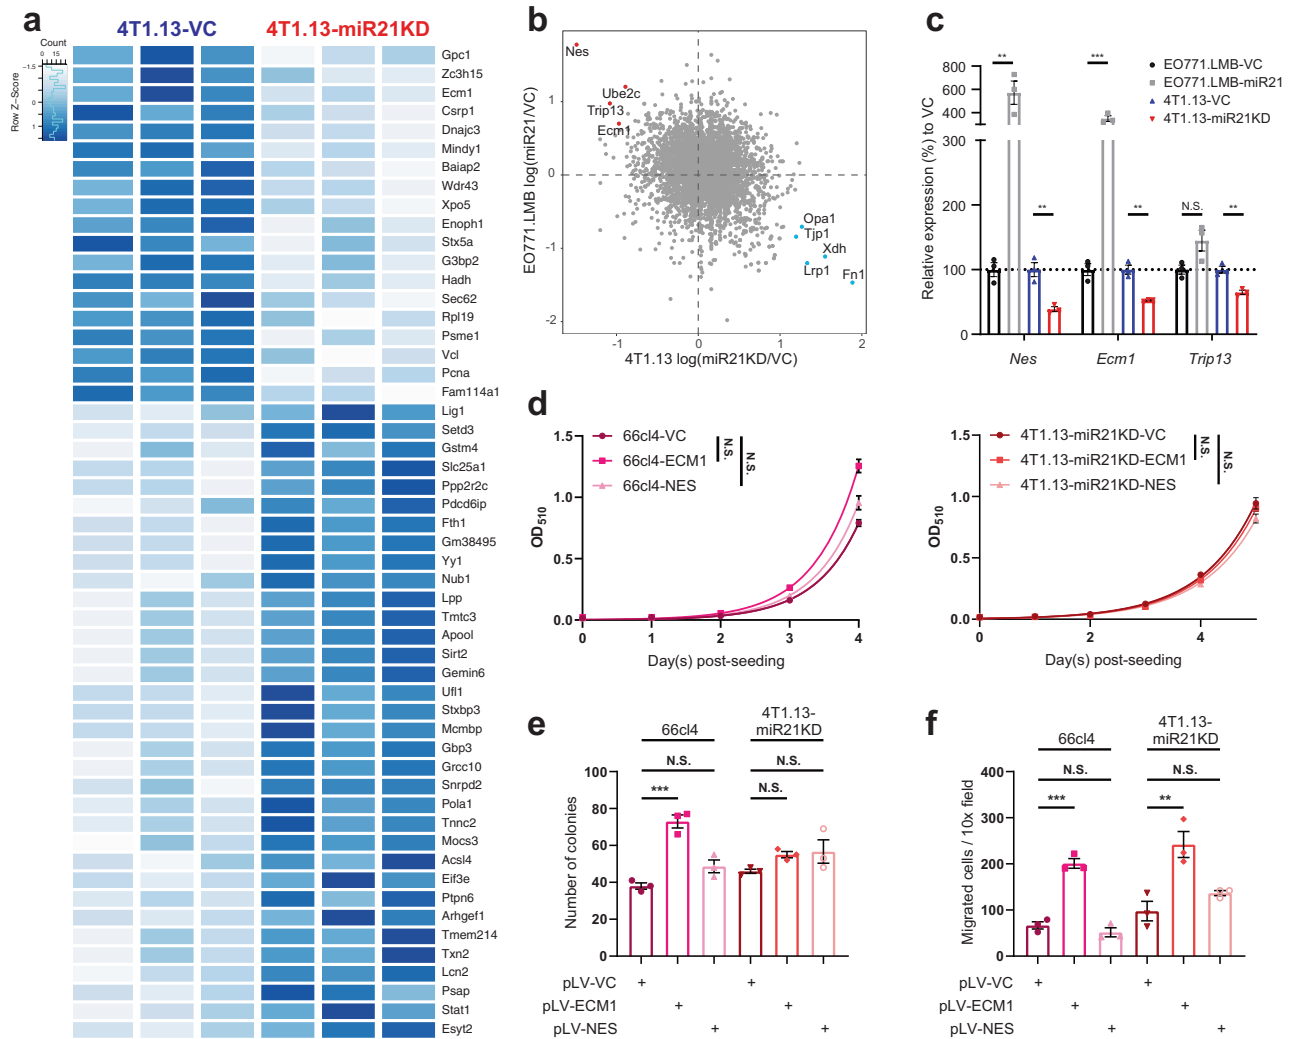 a
4T1.13-VC
4T1.13-miR21KD
Count
0 15
Row Z-Score
-1.5
0
1
Gpc1
Zc3h15
Ecm1
Csrp1
Dnajc3
Mindy1
Baiap2
Wdr43
Xpo5
Enoph1
Stx5a
G3bp2
Hadh
Sec62
Rpl19
Psme1
Vcl
Pcna
Fam114a1
Lig1
Setd3
Gstm4
Slc25a1
Ppp2r2c
Pdcd6ip
Fth1
Gm38495
Yy1
Nub1
Lpp
Tmtc3
Apool
Sirt2
Gemin6
Ufl1
Stxbp3
Mcmbp
Gbp3
Grcc10
Snrpd2
Pola1
Tnnc2
Mocs3
Acsl4
Eif3e
Ptpn6
Arhgef1
Tmem214
Txn2
Lcn2
Psap
Stat1
Esyt2
b
EO771.LMB log(miR21/VC)
1
0
-1
-2
Nes
Ube2c
Trip13
Ecm1
Opa1
Tjp1
Xdh
Lrp1
Fn1
-1
0
1
2
4T1.13 log(miR21KD/VC)
c
Relative expression (%) to VC
800
600
400
300
200
100
0
**
**
***
**
N.S.
**
EO771.LMB-VC
EO771.LMB-miR21
4T1.13-VC
4T1.13-miR21KD
Nes
Ecm1
Trip13
d
OD510
1.5
1.0
0.5
0.0
66cl4-VC
66cl4-ECM1
66cl4-NES
N.S.
N.S.
0
1
2
3
4
Day(s) post-seeding
OD510
1.5
1.0
0.5
0.0
4T1.13-miR21KD-VC
4T1.13-miR21KD-ECM1
4T1.13-miR21KD-NES
N.S.
N.S.
0
2
4
Day(s) post-seeding
e
66cl4
4T1.13-
miR21KD
N.S.
N.S.
***
N.S.
Number of colonies
100
80
60
40
20
0
pLV-VC + +
pLV-ECM1 + +
pLV-NES + +
f
66cl4
4T1.13-
miR21KD
N.S.
N.S.
***
**
Migrated cells / 10x field
400
300
200
100
0
pLV-VC + +
pLV-ECM1 + +
pLV-NES + +